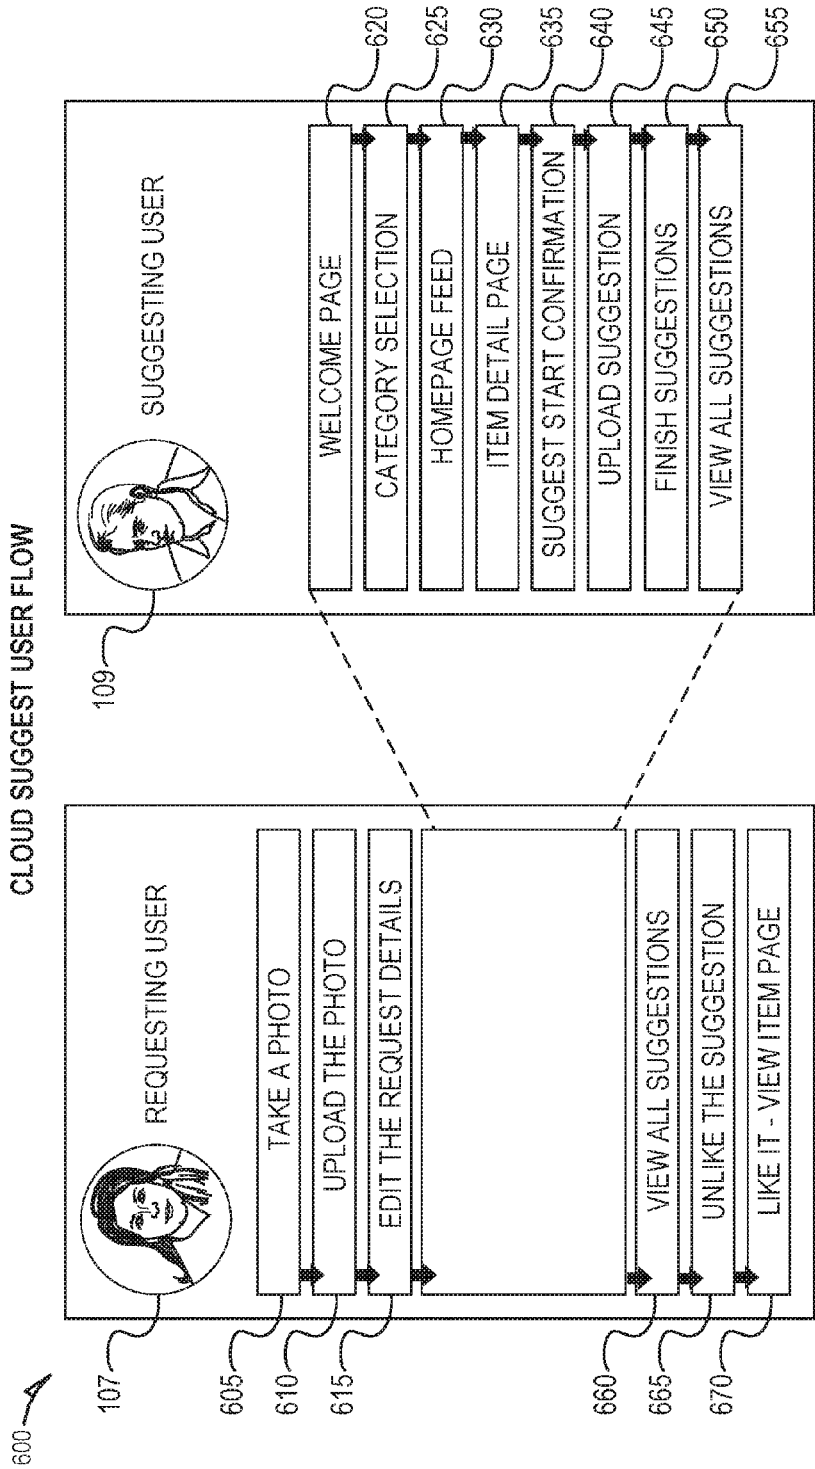 CLOUD SUGGEST USER FLOW
600
107
REQUESTING USER
605
TAKE A PHOTO
610
UPLOAD THE PHOTO
615
EDIT THE REQUEST DETAILS
660
VIEW ALL SUGGESTIONS
665
UNLIKE THE SUGGESTION
670
LIKE IT - VIEW ITEM PAGE
109
SUGGESTING USER
WELCOME PAGE
620
CATEGORY SELECTION
625
HOMEPAGE FEED
630
ITEM DETAIL PAGE
635
SUGGEST START CONFIRMATION
640
UPLOAD SUGGESTION
645
FINISH SUGGESTIONS
650
VIEW ALL SUGGESTIONS
655